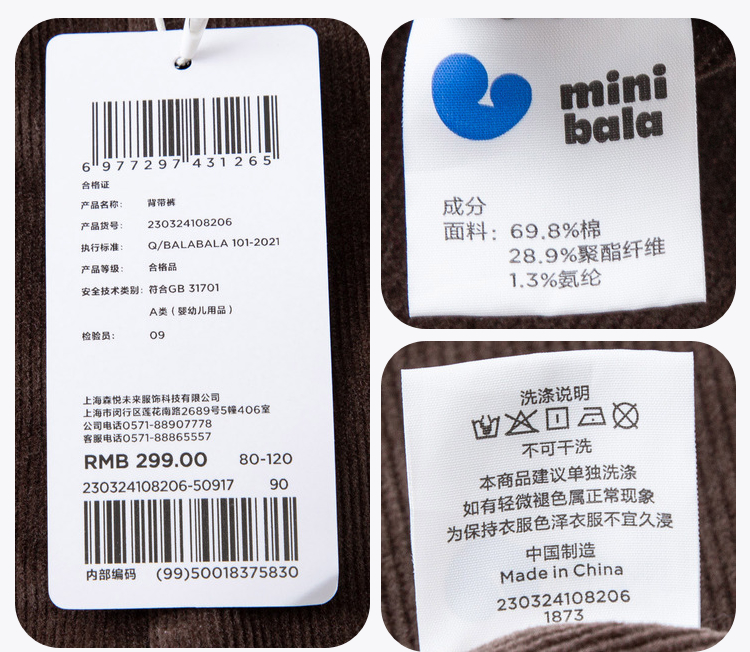 6 977297 431265
合格证
产品名称: 背带裤
产品货号: 230324108206
执行标准: Q/BALABALA 101-2021
产品等级: 合格品
安全技术类别: 符合GB 31701
A类（婴幼儿用品）
检验员: 09
上海森悦未来服饰科技有限公司
上海市闵行区莲花南路2689号5幢406室
公司电话0571-88907778
客服电话0571-88865557
RMB 299.00 80-120
230324108206-50917 90
内部编码 (99)50018375830
mini
bala
成分
面料: 69.8%棉
28.9%聚酯纤维
1.3%氨纶
洗涤说明
不可干洗
本商品建议单独洗涤
如有轻微褪色属正常现象
为保持衣服色泽衣服不宜久浸
中国制造
Made in China
230324108206
1873